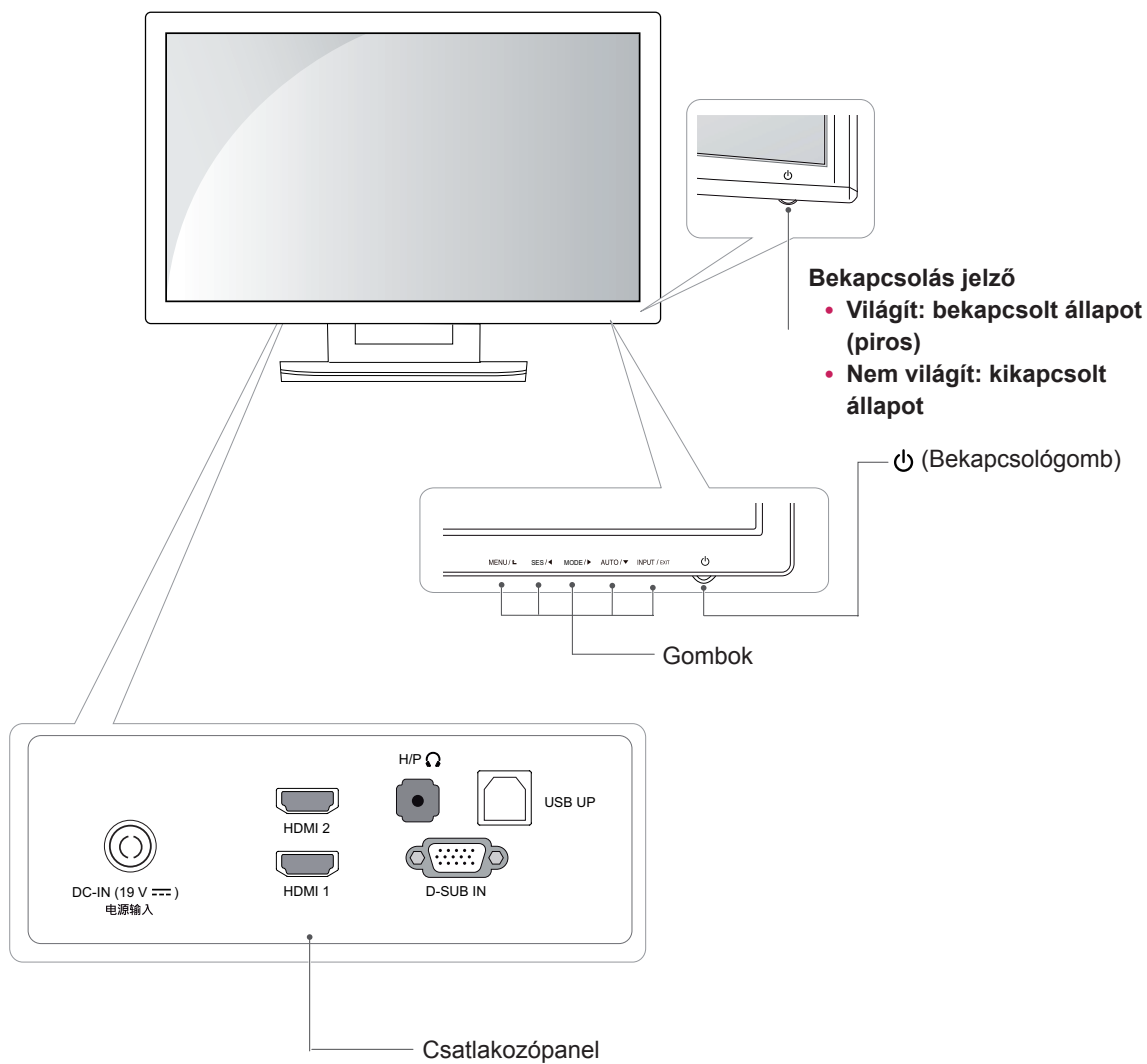 Bekapcsolás jelző
• Világít: bekapcsolt állapot
(piros)
• Nem világít: kikapcsolt
állapot
(Bekapcsológomb)
MENU / SES / ◀ MODE / ▶ AUTO / ▼ INPUT / EXIT
Gombok
H/P
USB UP
HDMI 2
HDMI 1
D-SUB IN
DC-IN (19 V ⎓)
电源输入
Csatlakozópanel